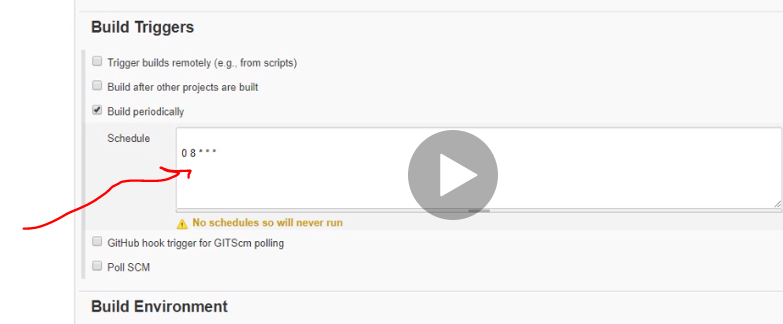 Build Triggers
Trigger builds remotely (e.g., from scripts)
Build after other projects are built
Build periodically
Schedule
0 8 * * *
No schedules so will never run
GitHub hook trigger for GITScm polling
Poll SCM
Build Environment